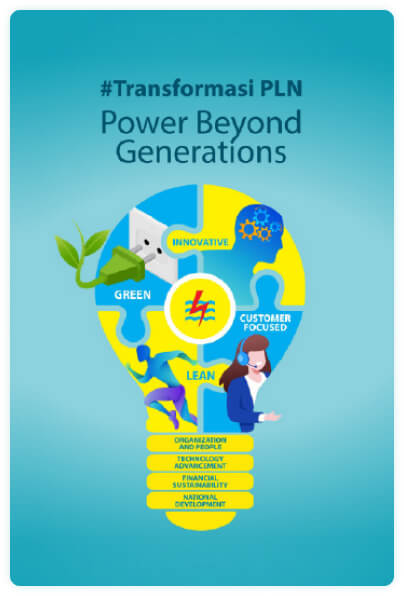 #Transformasi PLN
Power Beyond
Generations
INNOVATIVE
GREEN
CUSTOMER
FOCUSED
LEAN
ORGANIZATION
AND PEOPLE
TECHNOLOGY
ADVANCEMENT
FINANCIAL
SUSTAINABILITY
NATIONAL
DEVELOPMENT